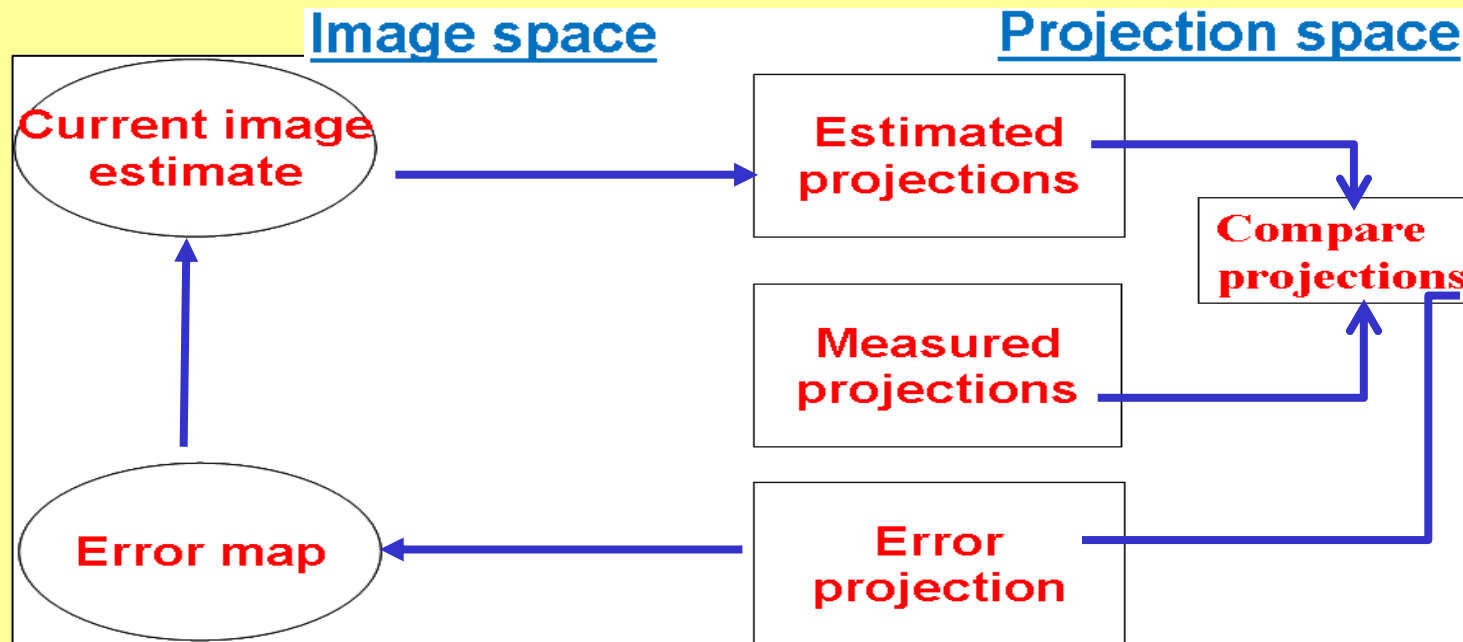 Image space
Projection space
Current image
estimate
Estimated
projections
Compare
projections
Measured
projections
Error map
Error
projection